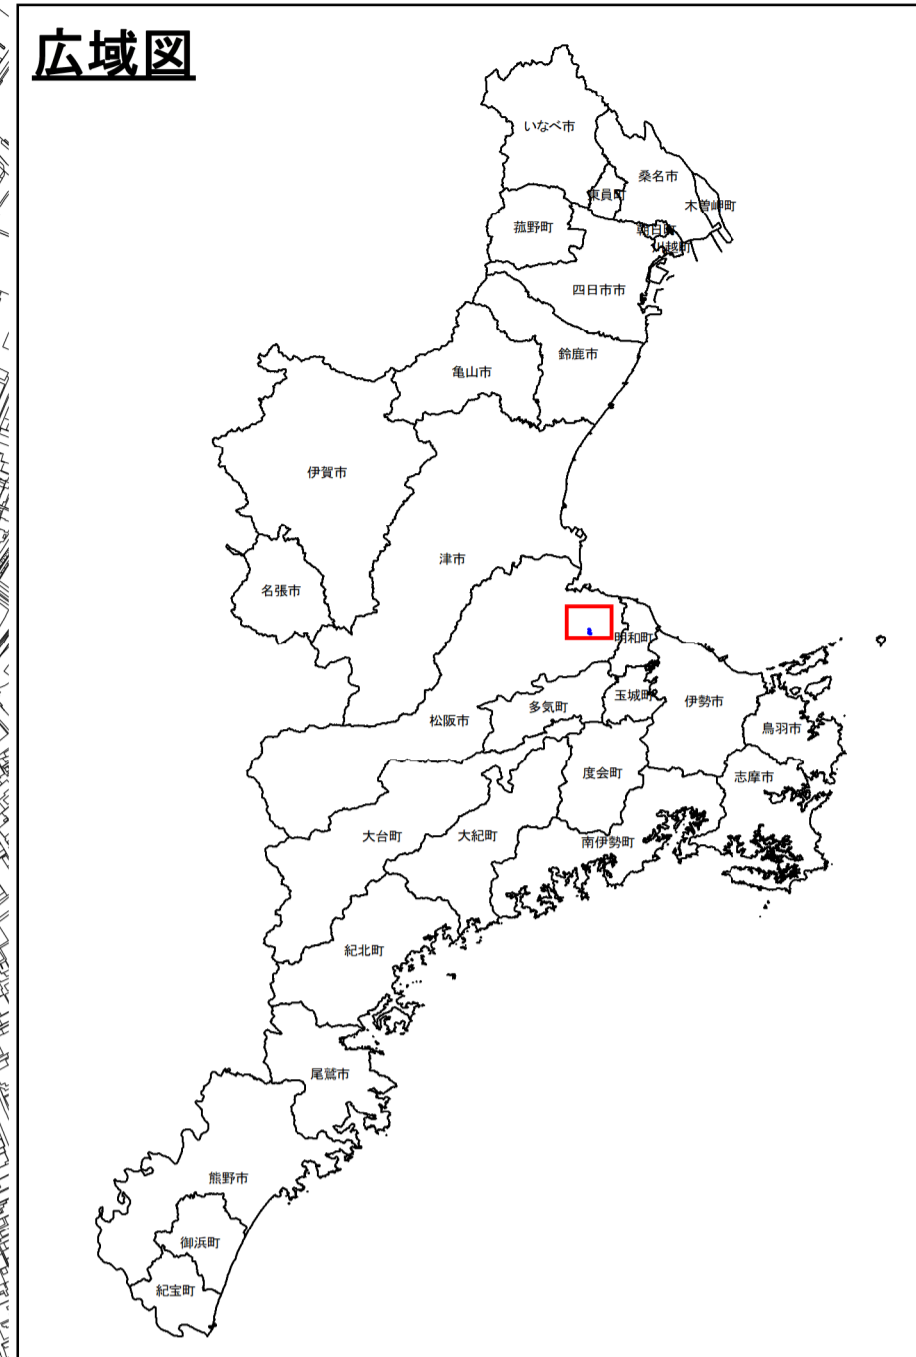 広域図
いなべ市
桑名市
東員町
木曽岬町
菰野町
朝日町
川越町
四日市市
鈴鹿市
亀山市
伊賀市
津市
名張市
明和町
玉城町
伊勢市
多気町
松阪市
鳥羽市
度会町
志摩市
大台町
大紀町
南伊勢町
紀北町
尾鷲市
熊野市
御浜町
紀宝町